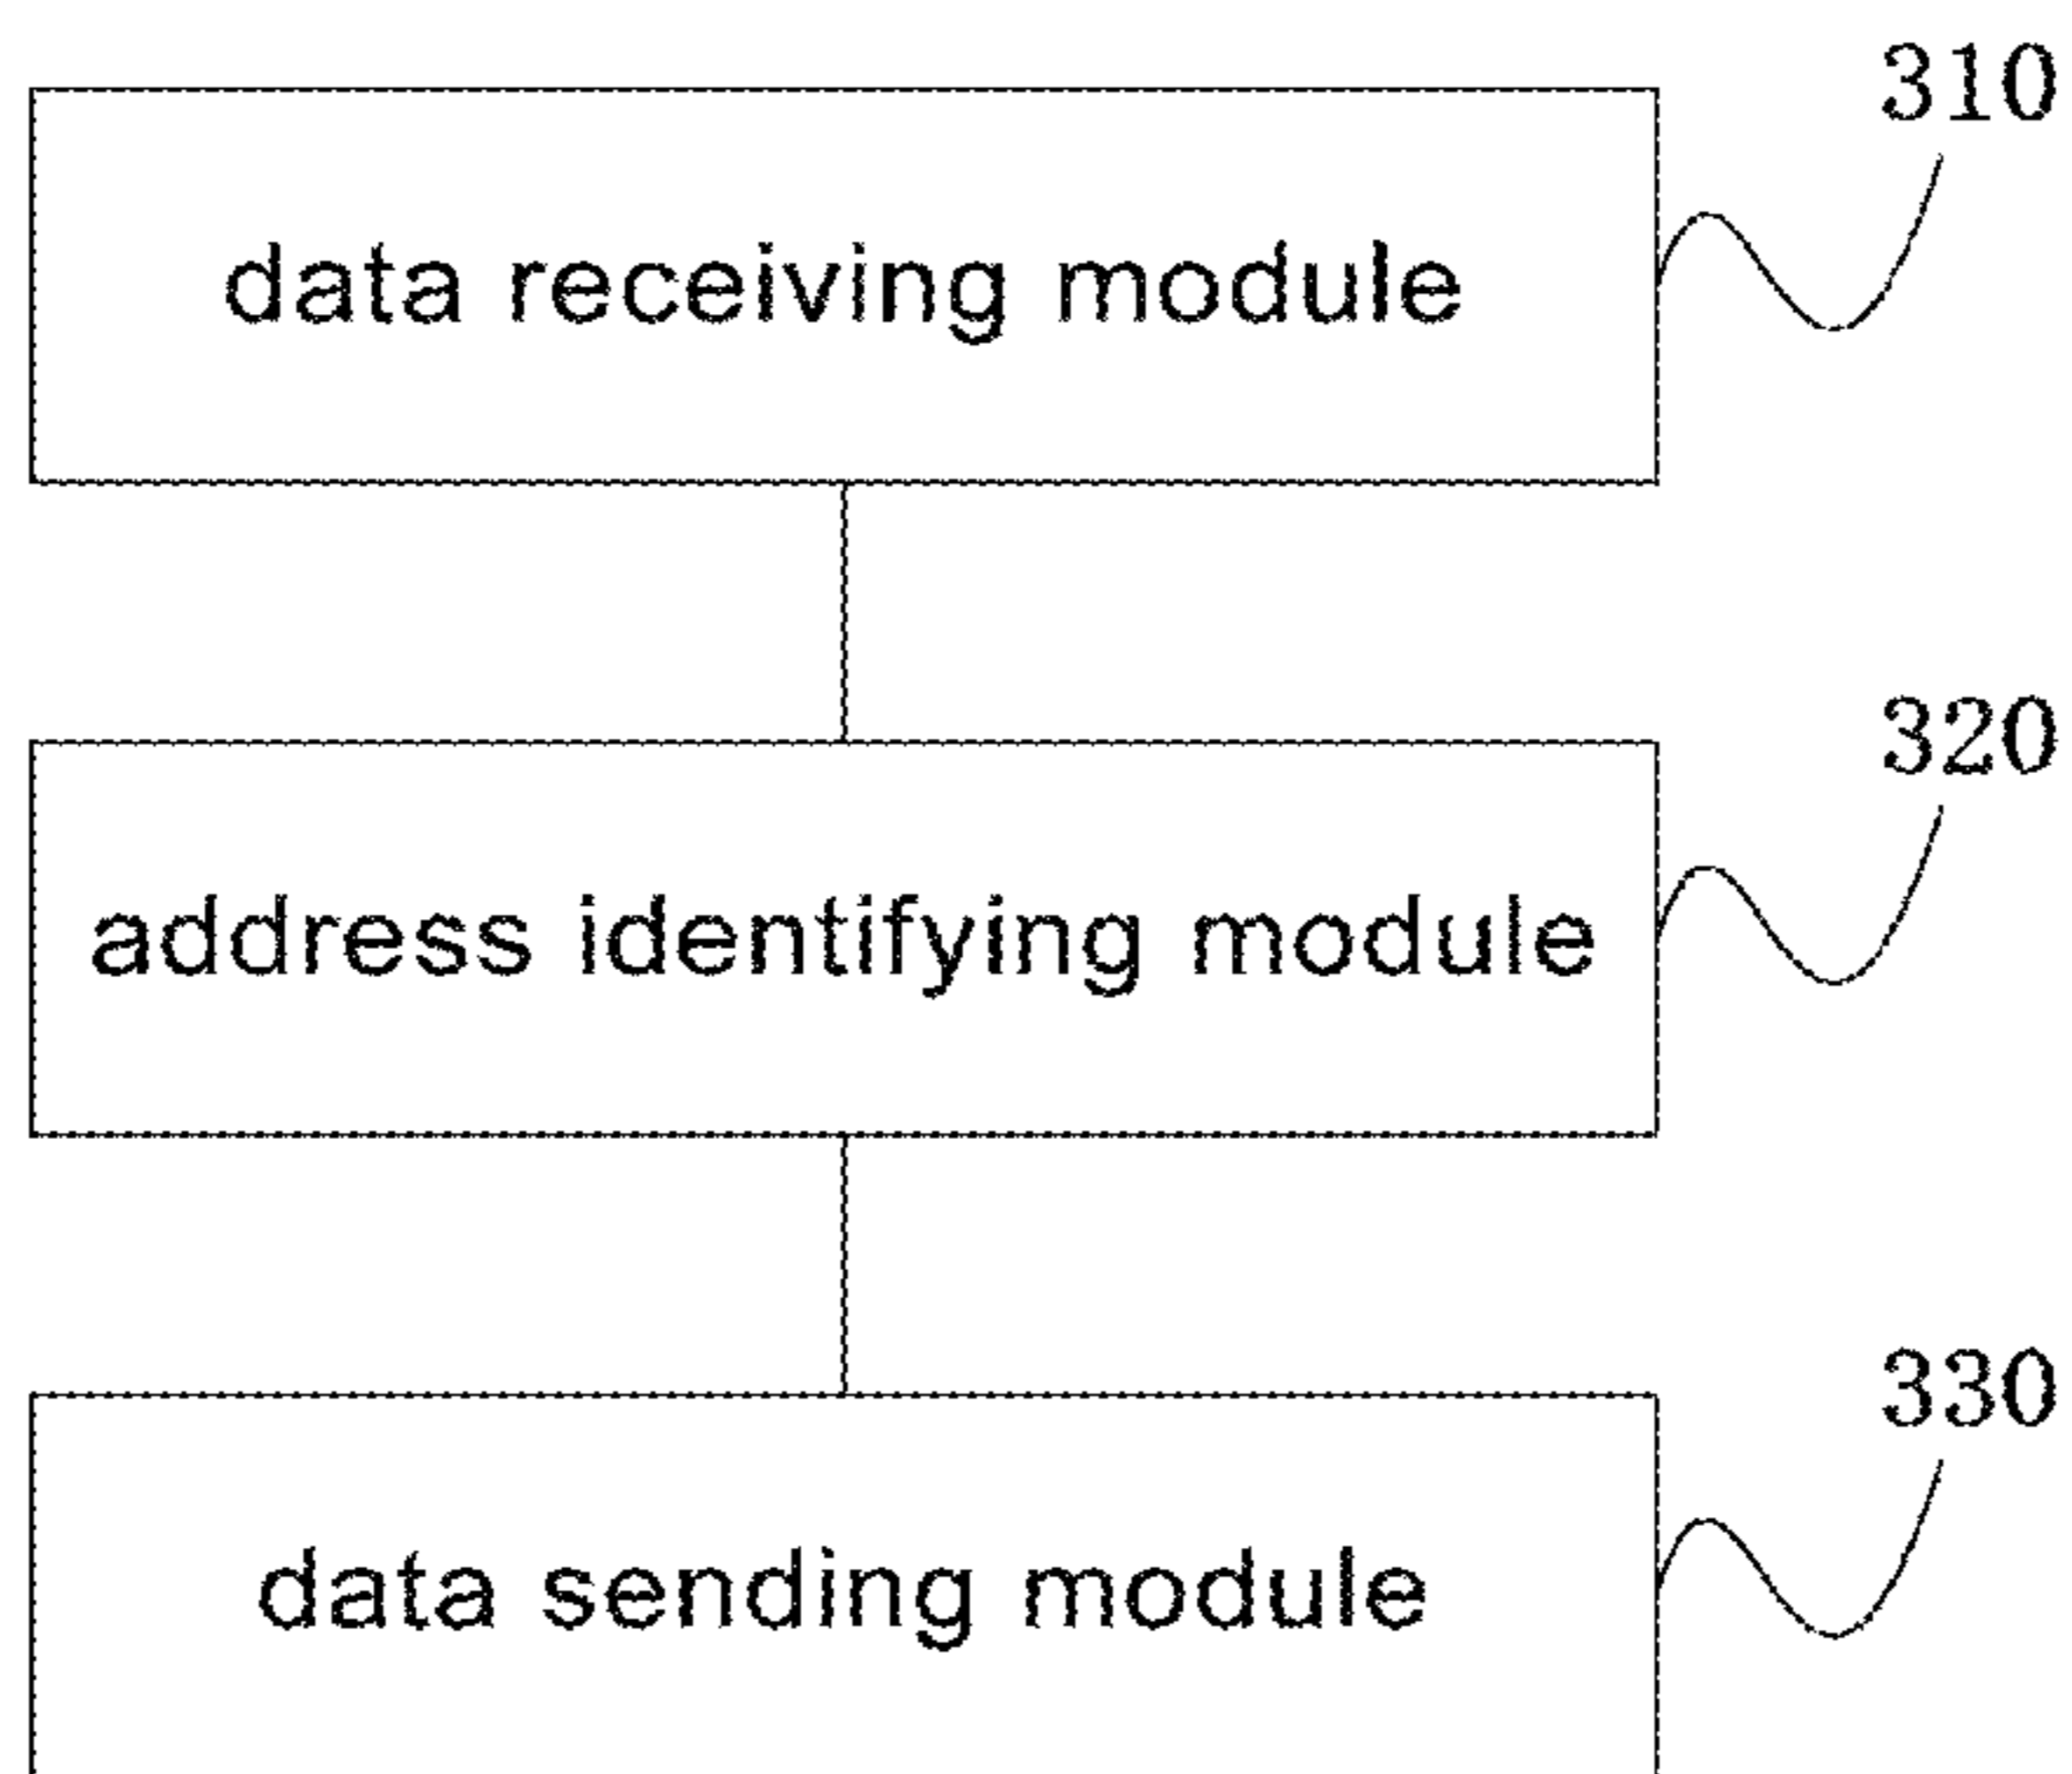 310
data receiving module
320
address identifying module
330
data sending module